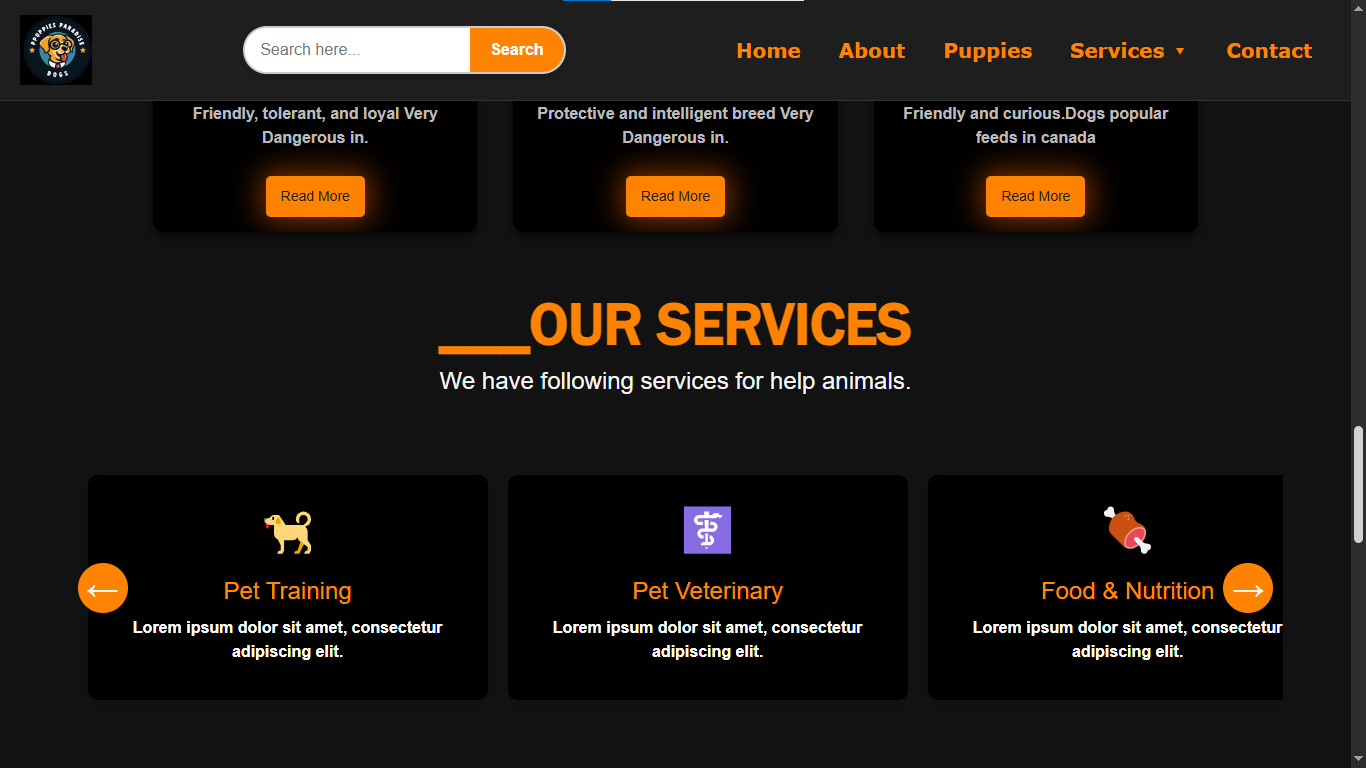 PPUPPIES PARADISE
DOGS
Search here...
Search
Home
About
Puppies
Services ▼
Contact
Friendly, tolerant, and loyal Very
Dangerous in.
Protective and intelligent breed Very
Dangerous in.
Friendly and curious.Dogs popular
feeds in canada
Read More
Read More
Read More
___OUR SERVICES
We have following services for help animals.
Pet Training
Lorem ipsum dolor sit amet, consectetur
adipiscing elit.
Pet Veterinary
Lorem ipsum dolor sit amet, consectetur
adipiscing elit.
Food & Nutrition
Lorem ipsum dolor sit amet, consectetur
adipiscing elit.